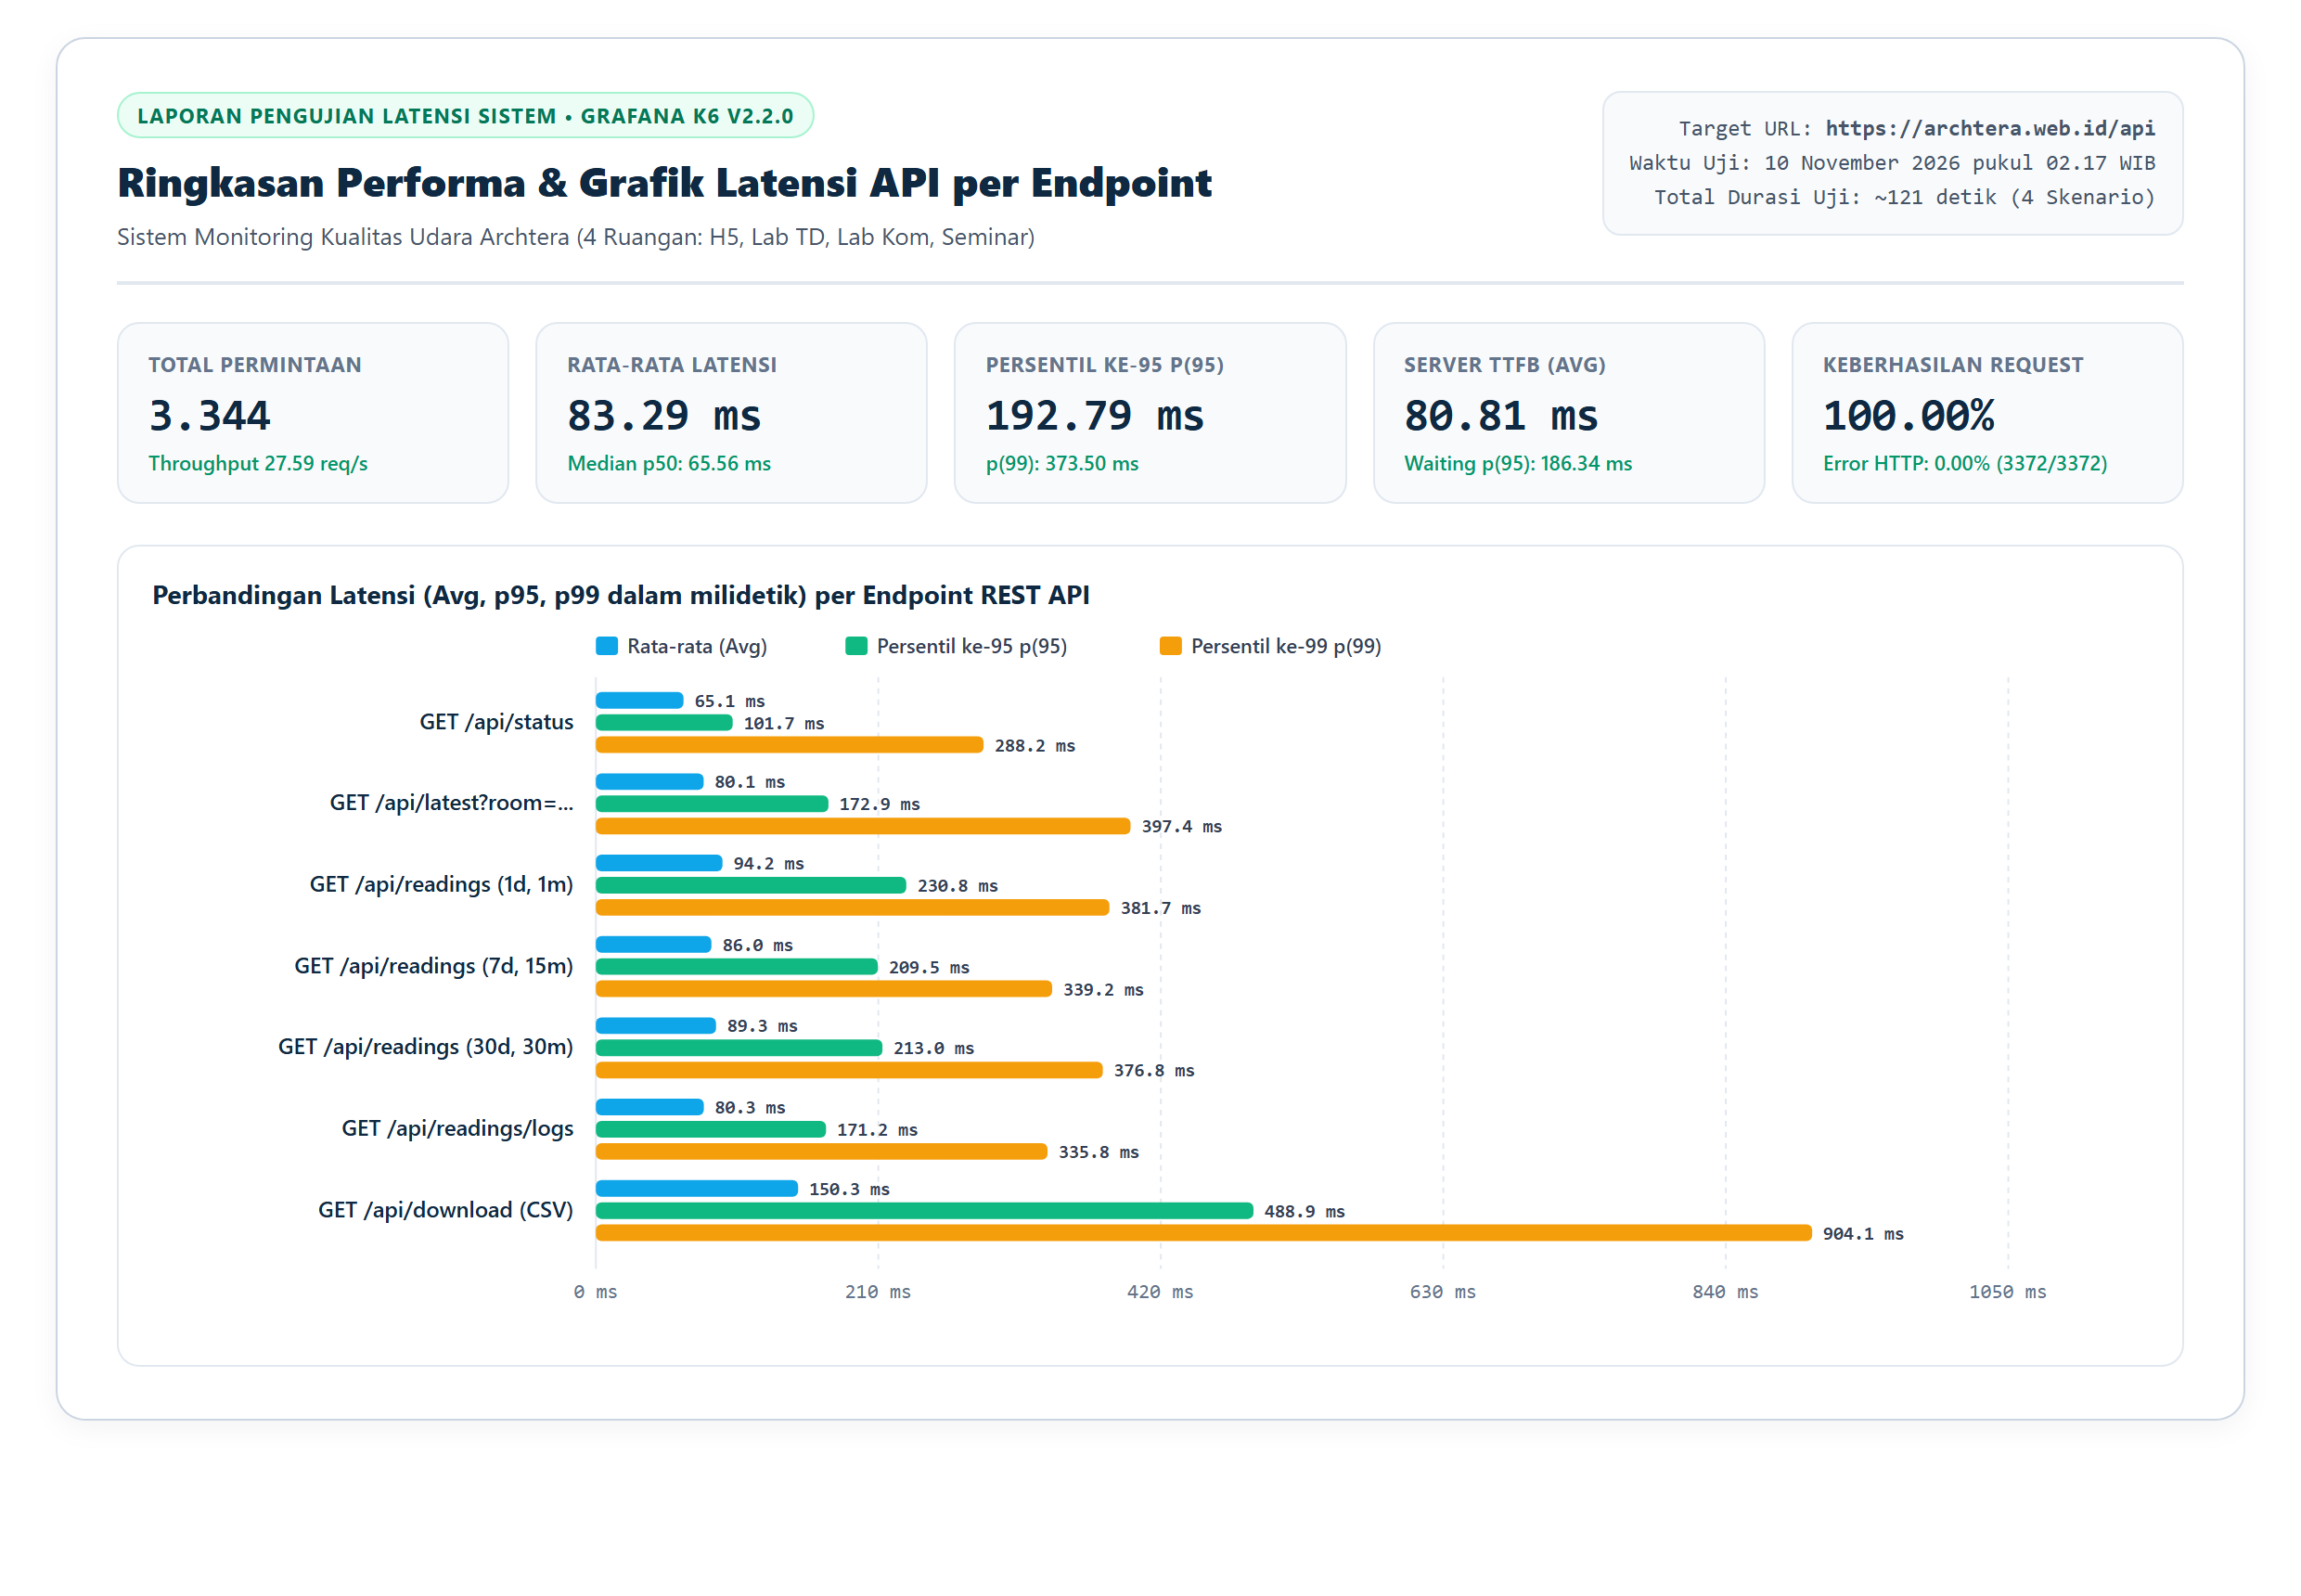 LAPORAN PENGUJIAN LATENSI SISTEM • GRAFANA K6 V2.2.0
Ringkasan Performa & Grafik Latensi API per Endpoint
Sistem Monitoring Kualitas Udara Archtera (4 Ruangan: H5, Lab TD, Lab Kom, Seminar)
Target URL: https://archtera.web.id/api
Waktu Uji: 10 November 2026 pukul 02.17 WIB
Total Durasi Uji: ~121 detik (4 Skenario)
TOTAL PERMINTAAN
3.344
Throughput 27.59 req/s
RATA-RATA LATENSI
83.29 ms
Median p50: 65.56 ms
PERSENTIL KE-95 P(95)
192.79 ms
p(99): 373.50 ms
SERVER TTFB (AVG)
80.81 ms
Waiting p(95): 186.34 ms
KEBERHASILAN REQUEST
100.00%
Error HTTP: 0.00% (3372/3372)
Perbandingan Latensi (Avg, p95, p99 dalam milidetik) per Endpoint REST API
Rata-rata (Avg)
Persentil ke-95 p(95)
Persentil ke-99 p(99)
GET /api/status
65.1 ms
101.7 ms
288.2 ms
GET /api/latest?room=...
80.1 ms
172.9 ms
397.4 ms
GET /api/readings (1d, 1m)
94.2 ms
230.8 ms
381.7 ms
GET /api/readings (7d, 15m)
86.0 ms
209.5 ms
339.2 ms
GET /api/readings (30d, 30m)
89.3 ms
213.0 ms
376.8 ms
GET /api/readings/logs
80.3 ms
171.2 ms
335.8 ms
GET /api/download (CSV)
150.3 ms
488.9 ms
904.1 ms
0 ms
210 ms
420 ms
630 ms
840 ms
1050 ms